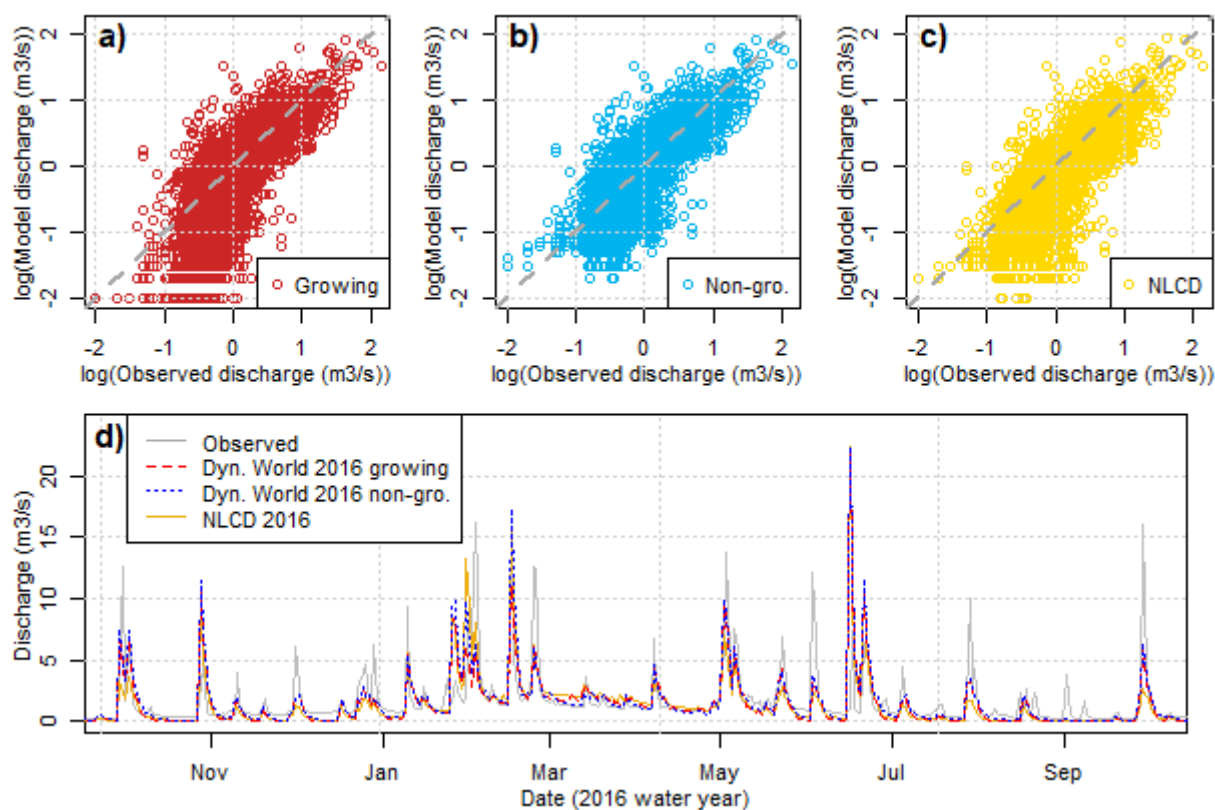 a)
log(Model discharge (m3/s))
2
1
0
-1
-2
Growing
-2 -1 0 1 2
log(Observed discharge (m3/s))
b)
log(Model discharge (m3/s))
2
1
0
-1
-2
Non-gro.
-2 -1 0 1 2
log(Observed discharge (m3/s))
c)
log(Model discharge (m3/s))
2
1
0
-1
-2
NLCD
-2 -1 0 1 2
log(Observed discharge (m3/s))
d)
Observed
Dyn. World 2016 growing
Dyn. World 2016 non-gro.
NLCD 2016
Discharge (m3/s)
20
15
10
5
0
Nov Jan Mar May Jul Sep
Date (2016 water year)